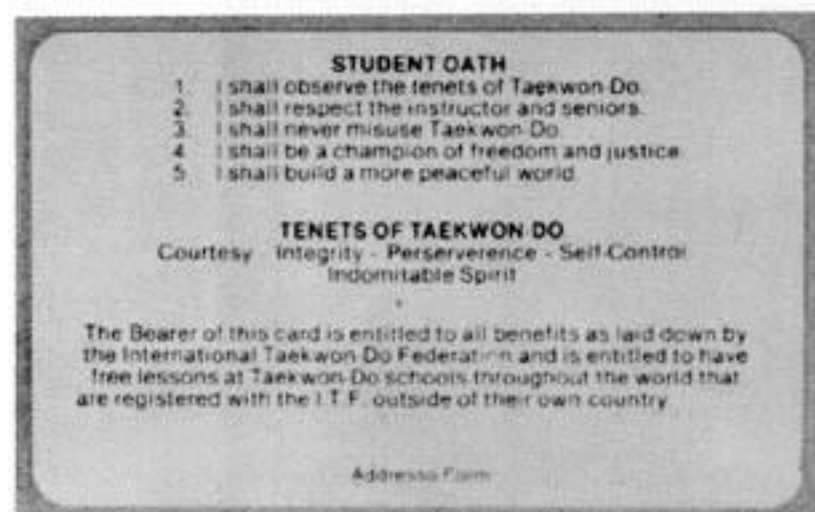 STUDENT OATH
1. I shall observe the tenets of Taekwon-Do.
2. I shall respect the instructor and seniors.
3. I shall never misuse Taekwon-Do.
4. I shall be a champion of freedom and justice.
5. I shall build a more peaceful world.
TENETS OF TAEKWON-DO
Courtesy - Integrity - Perserverence - Self-Control
Indomitable Spirit
The Bearer of this card is entitled to all benefits as laid down by
the International Taekwon-Do Federation and is entitled to have
free lessons at Taekwon-Do schools throughout the world that
are registered with the I.T.F. outside of their own country.